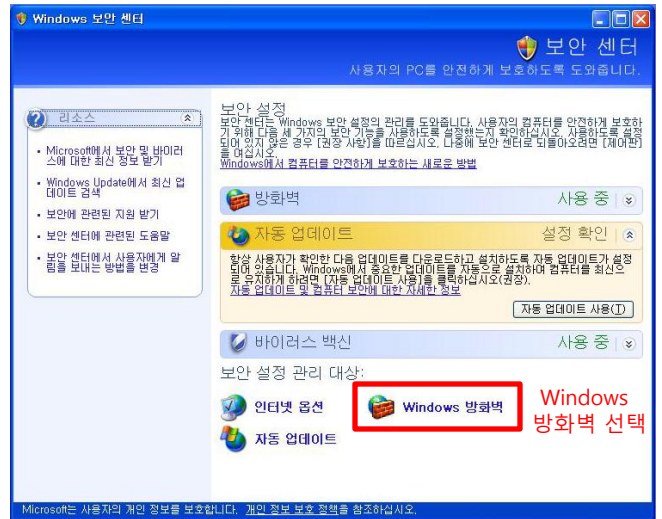 Windows 보안 센터
보안 센터
사용자의 PC를 안전하게 보호하도록 도와줍니다.
리소스
• Microsoft에서 보안 및 바이러
스에 대한 최신 정보 받기
• Windows Update에서 최신 업
데이트 검색
• 보안에 관련된 지원 받기
• 보안 센터에 관련된 도움말
• 보안 센터에서 사용자에게 알
림을 보내는 방법을 변경
보안 설정
보안 센터는 Windows 보안 설정의 관리를 도와줍니다. 사용자의 컴퓨터를 안전하게 보호하
기 위해 다음 세 가지의 보안 기능을 사용하도록 설정했는지 확인하십시오. 사용하도록 설정
되어 있지 않은 경우 [권장 사항]을 따르십시오. 나중에 보안 센터로 되돌아오려면 [제어판]
을 여십시오.
Windows에서 컴퓨터를 안전하게 보호하는 새로운 방법
방화벽 사용 중
자동 업데이트 설정 확인
항상 사용자가 확인한 다음 업데이트를 다운로드하고 설치하도록 자동 업데이트가 설정
되어 있습니다. Windows에서 중요한 업데이트를 자동으로 설치하여 컴퓨터를 최신으
로 유지하게 하려면 [자동 업데이트 사용]을 클릭하십시오(권장).
자동 업데이트 및 컴퓨터 보안에 대한 자세한 정보
자동 업데이트 사용(T)
바이러스 백신 사용 중
보안 설정 관리 대상:
인터넷 옵션 Windows 방화벽
자동 업데이트
Windows
방화벽 선택
Microsoft는 사용자의 개인 정보를 보호합니다. 개인 정보 보호 정책을 참조하십시오.